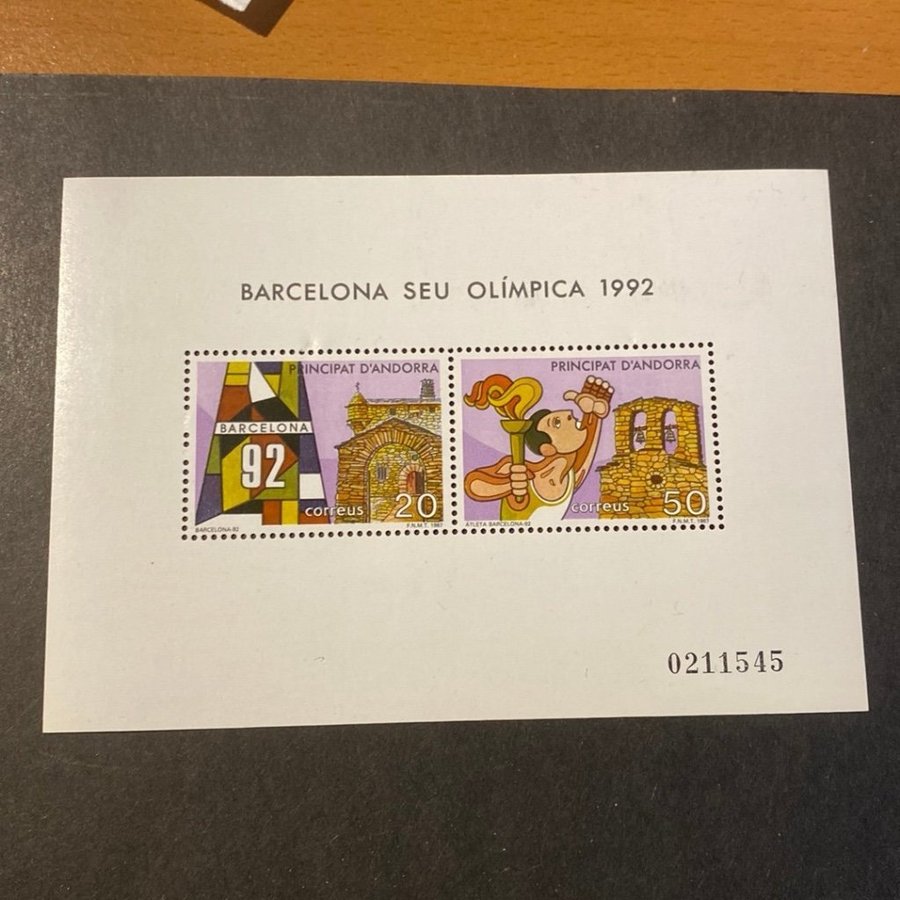 BARCELONA SEU OLÍMPICA 1992
PRINCIPAT D'ANDORRA
BARCELONA
92
correus
20
BARCELONA-92
F.N.M.T. 1987
PRINCIPAT D'ANDORRA
correus
50
ATLETA BARCELONA-92
F.N.M.T. 1987
0211545